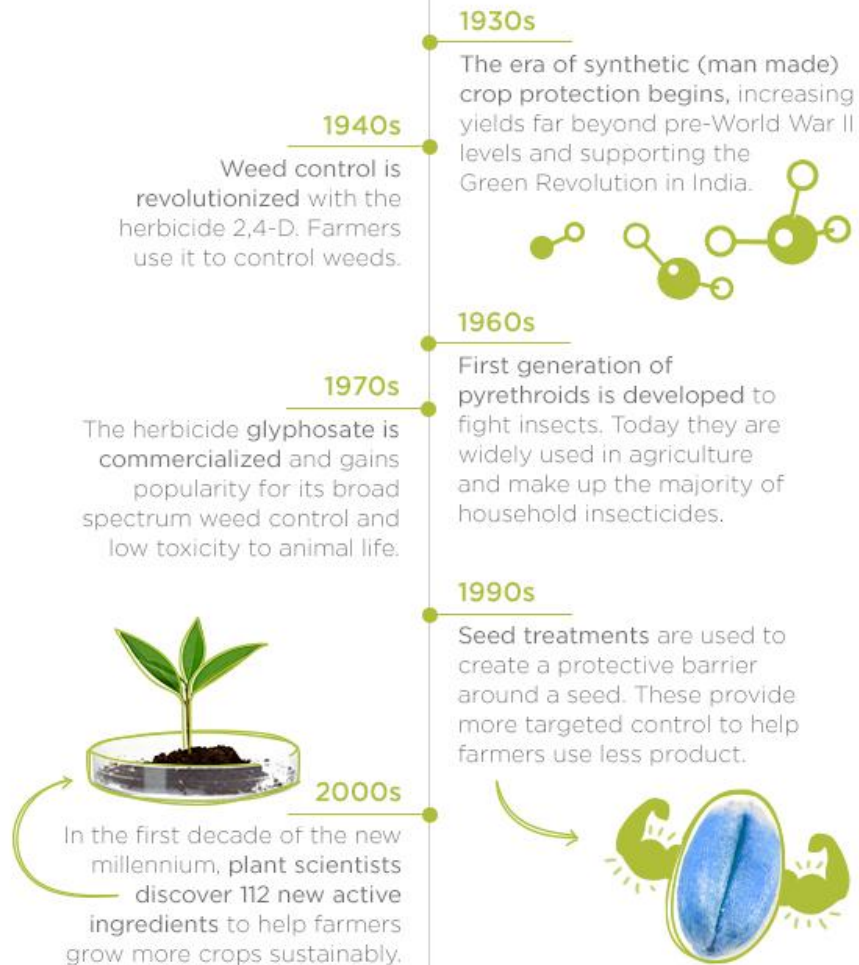 1930s
The era of synthetic (man made)
crop protection begins, increasing
yields far beyond pre-World War II
levels and supporting the
Green Revolution in India.
1940s
Weed control is
revolutionized with the
herbicide 2,4-D. Farmers
use it to control weeds.
1960s
First generation of
pyrethroids is developed to
fight insects. Today they are
widely used in agriculture
and make up the majority of
household insecticides.
1970s
The herbicide glyphosate is
commercialized and gains
popularity for its broad
spectrum weed control and
low toxicity to animal life.
1990s
Seed treatments are used to
create a protective barrier
around a seed. These provide
more targeted control to help
farmers use less product.
2000s
In the first decade of the new
millennium, plant scientists
discover 112 new active
ingredients to help farmers
grow more crops sustainably.